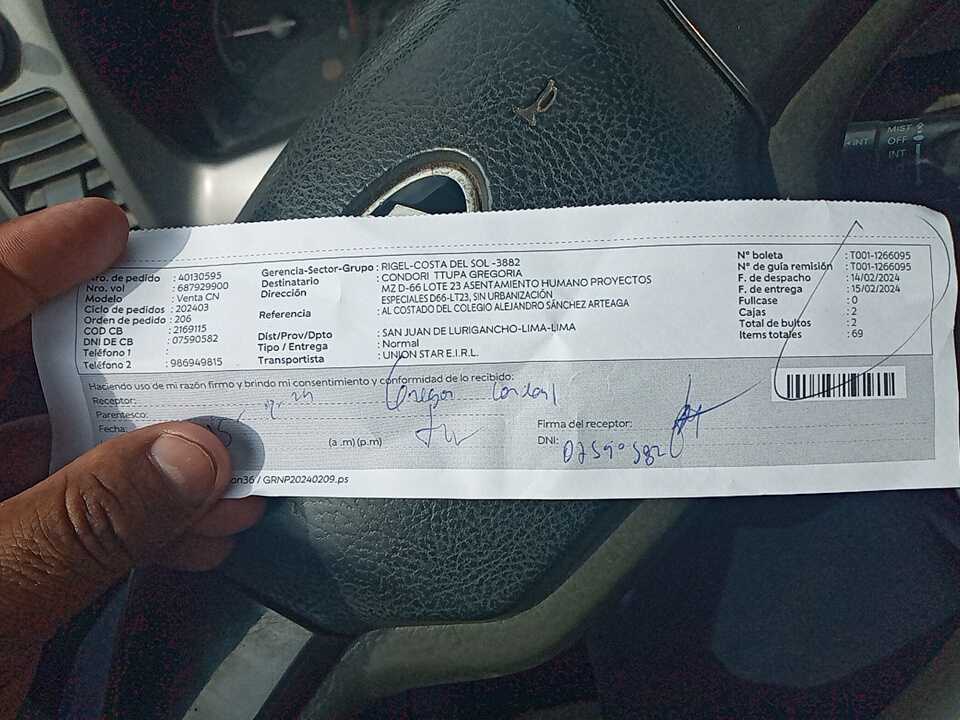 Nro. de pedido : 40130595
Nro. vol : 687929900
Modelo : Venta CN
Ciclo de pedidos : 202403
Orden de pedido : 206
COD CB : 2169115
DNI DE CB : 07590582
Teléfono 1 :
Teléfono 2 : 986949815
Gerencia-Sector-Grupo : RIGEL-COSTA DEL SOL -3882
Destinatario : CONDORI TTUPA GREGORIA
Dirección : MZ D-66 LOTE 23 ASENTAMIENTO HUMANO PROYECTOS
ESPECIALES D66-LT23, SIN URBANIZACIÓN
Referencia : AL COSTADO DEL COLEGIO ALEJANDRO SÁNCHEZ ARTEAGA
Dist/Prov/Dpto : SAN JUAN DE LURIGANCHO-LIMA-LIMA
Tipo / Entrega : Normal
Transportista : UNION STAR E.I.R.L.
N° boleta : T001-1266095
N° de guía remisión : T001-1266095
F. de despacho : 14/02/2024
F. de entrega : 15/02/2024
Fullcase : 0
Cajas : 2
Total de bultos : 2
Items totales : 69
Haciendo uso de mi razón firmo y brindo mi consentimiento y conformidad de lo recibido:
Receptor:
Parentesco:
Fecha:
(a .m) (p.m)
Firma del receptor:
DNI: 07590582
on36 / GRNP20240209.ps
INT
MIST
OFF
INT